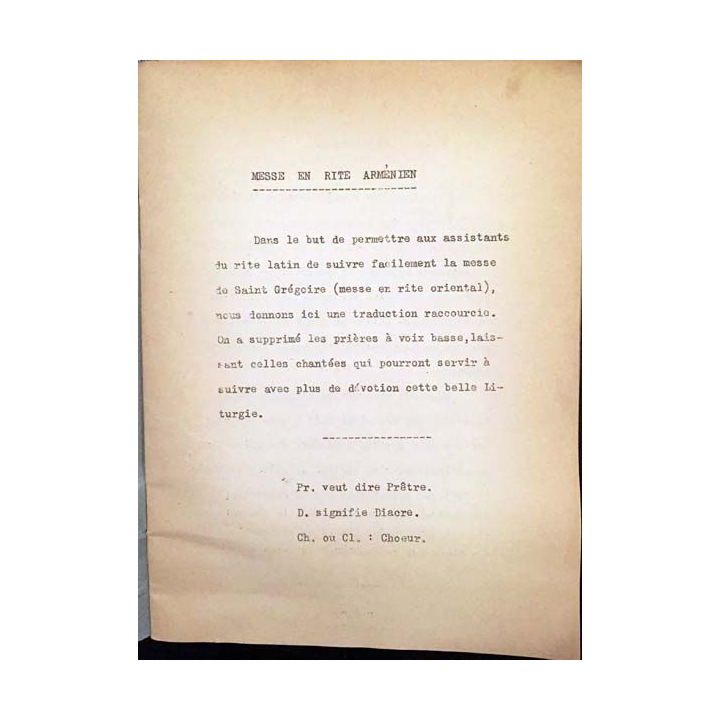 MESSE EN RITE ARMÉNIEN
Dans le but de permettre aux assistants
du rite latin de suivre facilement la messe
de Saint Grégoire (messe en rite oriental),
nous donnons ici une traduction raccourcie.
On a supprimé les prières à voix basse,lais-
sant celles chantées qui pourront servir à
suivre avec plus de dévotion cette belle Li-
turgie.
Pr. veut dire Prêtre.
D. signifie Diacre.
Ch. ou Cl. : Choeur.